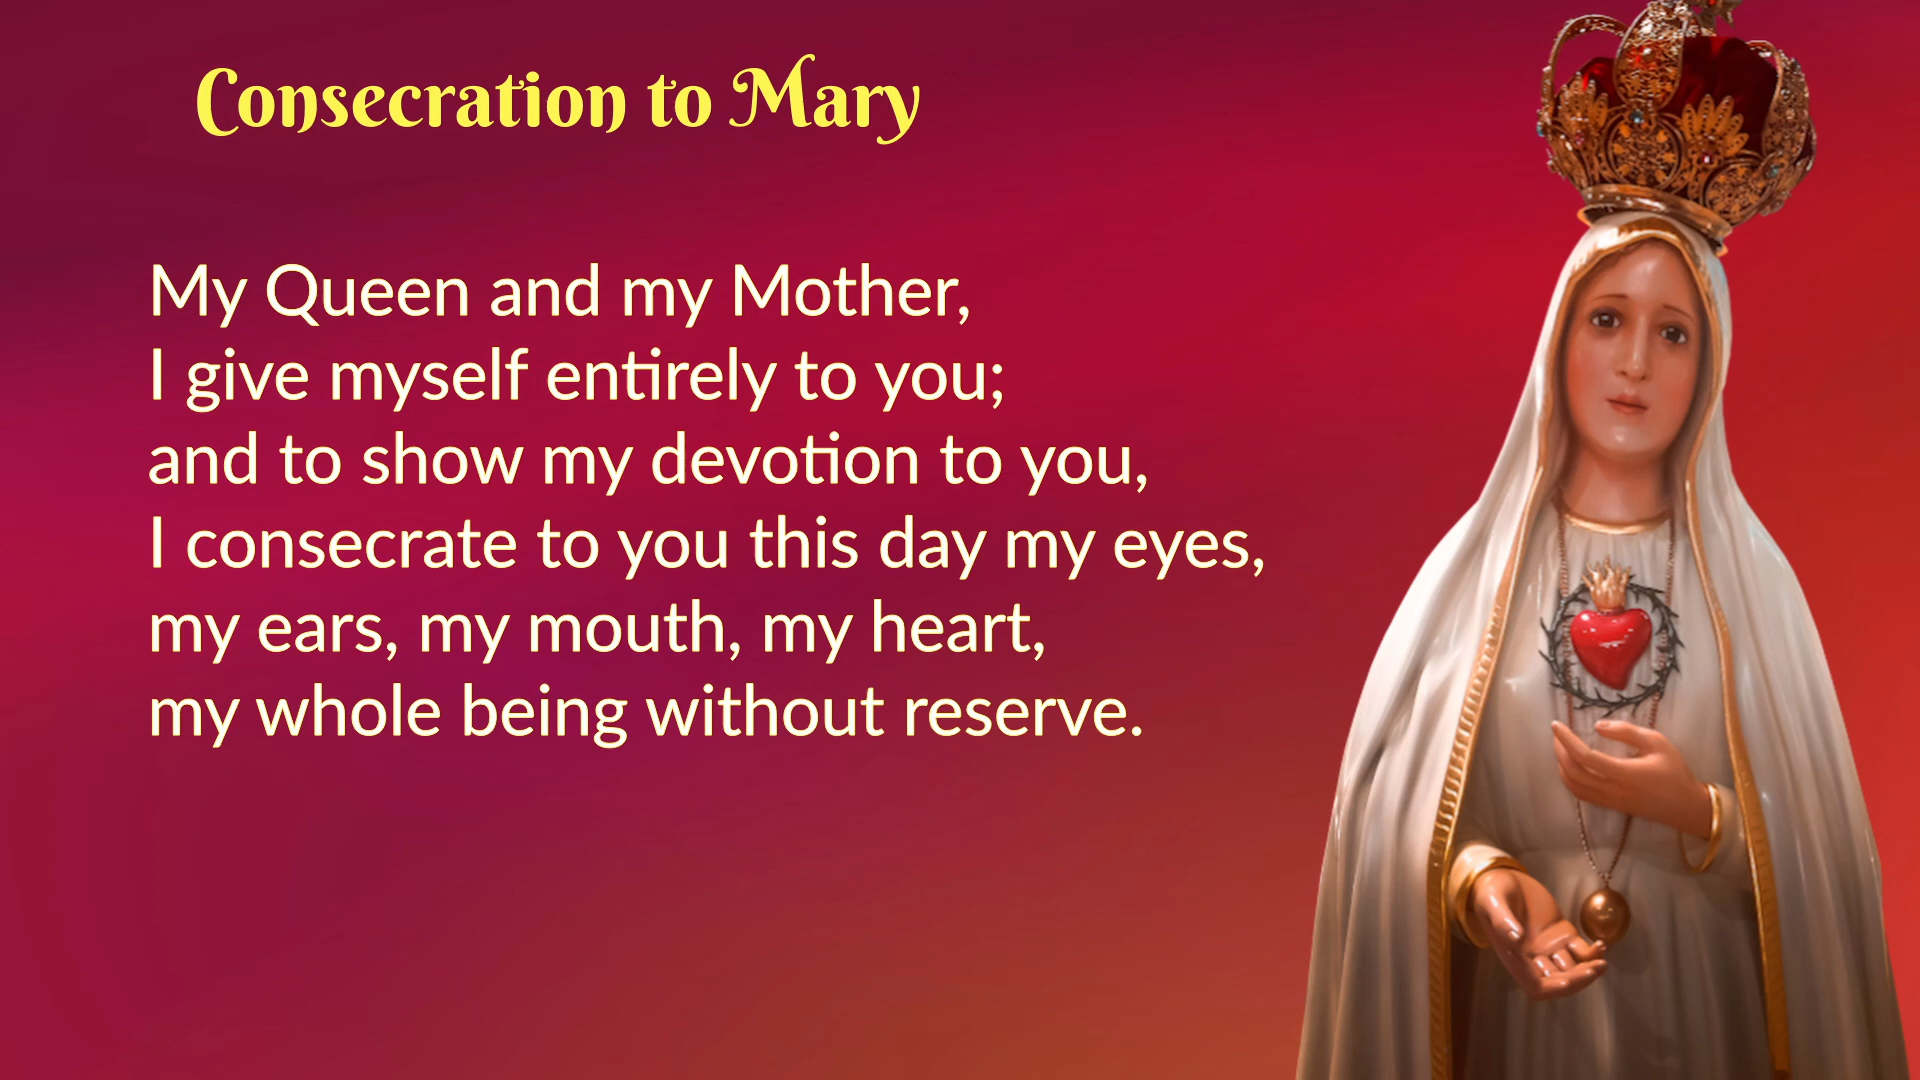 Consecration to Mary
My Queen and my Mother,
I give myself entirely to you;
and to show my devotion to you,
I consecrate to you this day my eyes,
my ears, my mouth, my heart,
my whole being without reserve.